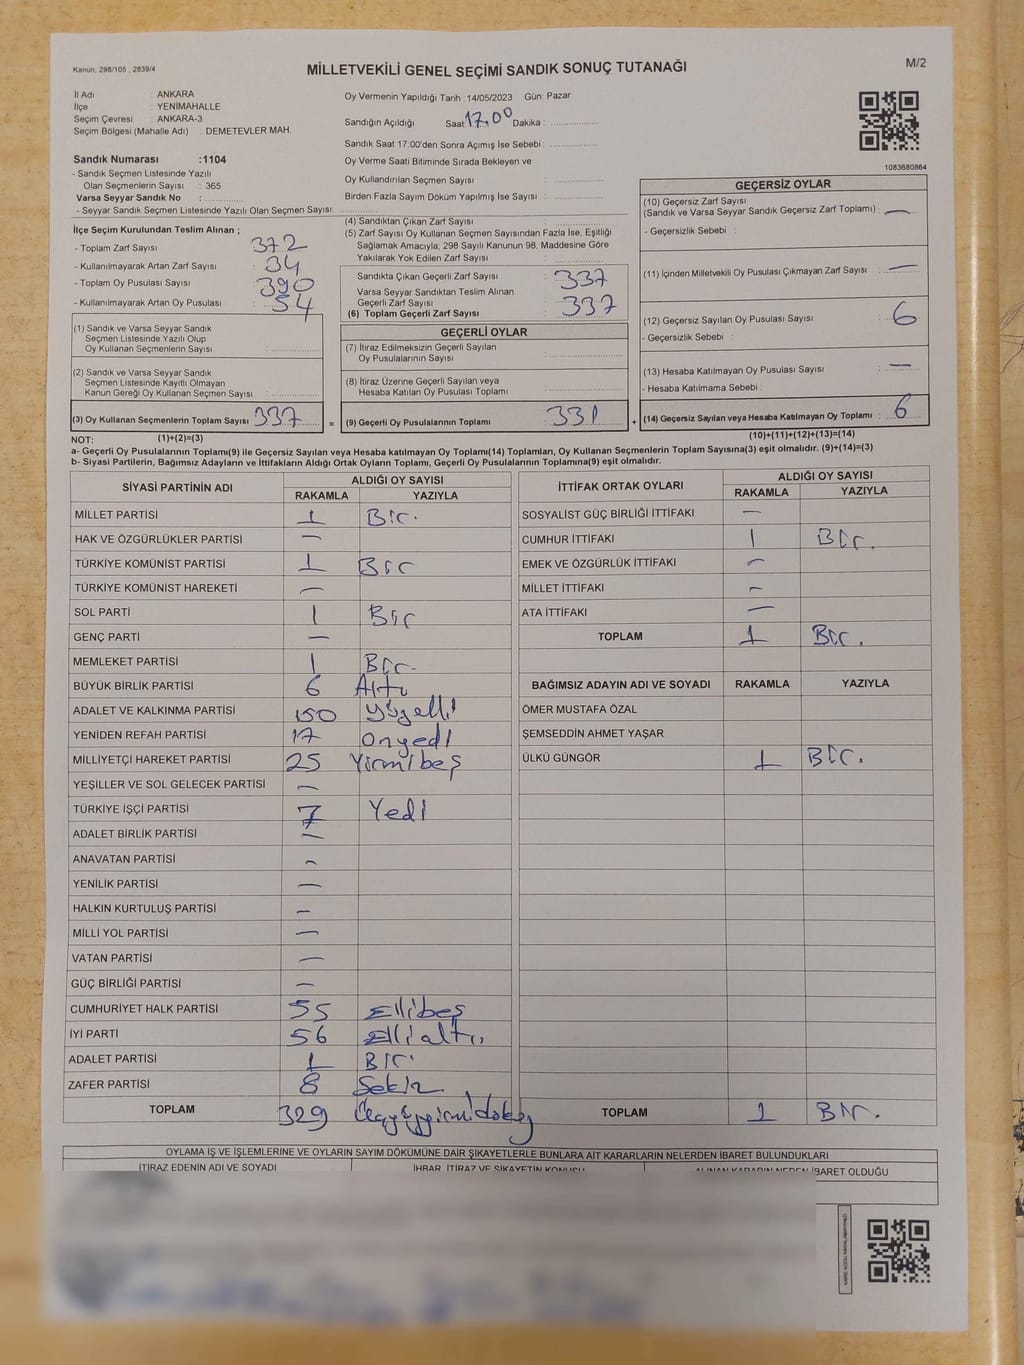 Kanun: 298/105 , 2839/4
MİLLETVEKİLİ GENEL SEÇİMİ SANDIK SONUÇ TUTANAĞI
M/2
İl Adı : ANKARA
İlçe : YENİMAHALLE
Seçim Çevresi : ANKARA-3
Seçim Bölgesi (Mahalle Adı) : DEMETEVLER MAH.
Sandık Numarası :1104
- Sandık Seçmen Listesinde Yazılı
Olan Seçmenlerin Sayısı : 365
Varsa Seyyar Sandık No :
- Seyyar Sandık Seçmen Listesinde Yazılı Olan Seçmen Sayısı:
İlçe Seçim Kurulundan Teslim Alınan ;
- Toplam Zarf Sayısı : 372
- Kullanılmayarak Artan Zarf Sayısı : 34
- Toplam Oy Pusulası Sayısı : 390
- Kullanılmayarak Artan Oy Pusulası : 54
(1) Sandık ve Varsa Seyyar Sandık
Seçmen Listesinde Yazılı Olup
Oy Kullanan Seçmenlerin Sayısı :
(2) Sandık ve Varsa Seyyar Sandık
Seçmen Listesinde Kayıtlı Olmayan
Kanun Gereği Oy Kullanan Seçmen Sayısı :
(3) Oy Kullanan Seçmenlerin Toplam Sayısı : 337 =
Oy Vermenin Yapıldığı Tarih :14/05/2023 Gün: Pazar
Sandığın Açıldığı Saat: 17.00 Dakika :
Sandık Saat 17:00'den Sonra Açımış İse Sebebi:
Oy Verme Saati Bitiminde Sırada Bekleyen ve
Oy Kullandırılan Seçmen Sayısı :
Birden Fazla Sayım Döküm Yapılmış İse Sayısı :
(4) Sandıktan Çıkan Zarf Sayısı :
(5) Zarf Sayısı Oy Kullanan Seçmen Sayısından Fazla İse, Eşitliği
Sağlamak Amacıyla; 298 Sayılı Kanunun 98. Maddesine Göre
Yakılarak Yok Edilen Zarf Sayısı :
Sandıkta Çıkan Geçerli Zarf Sayısı : 337
Varsa Seyyar Sandıktan Teslim Alınan
Geçerli Zarf Sayısı :
(6) Toplam Geçerli Zarf Sayısı : 337
GEÇERLİ OYLAR
(7) İtiraz Edilmeksizin Geçerli Sayılan
Oy Pusulalarının Sayısı :
(8) İtiraz Üzerine Geçerli Sayılan veya
Hesaba Katılan Oy Pusulası Toplamı :
(9) Geçerli Oy Pusulalarının Toplamı : 331 +
1083680864
GEÇERSİZ OYLAR
(10) Geçersiz Zarf Sayısı
(Sandık ve Varsa Seyyar Sandık Geçersiz Zarf Toplamı) : —
- Geçersizlik Sebebi :
(11) İçinden Milletvekili Oy Pusulası Çıkmayan Zarf Sayısı : —
(12) Geçersiz Sayılan Oy Pusulası Sayısı : 6
- Geçersizlik Sebebi :
(13) Hesaba Katılmayan Oy Pusulası Sayısı : —
- Hesaba Katılmama Sebebi :
(14) Geçersiz Sayılan veya Hesaba Katılmayan Oy Toplamı : 6
NOT: (1)+(2)=(3) (10)+(11)+(12)+(13)=(14)
a- Geçerli Oy Pusulalarının Toplamı(9) ile Geçersiz Sayılan veya Hesaba Katılmayan Oy Toplamı(14) Toplamları, Oy Kullanan Seçmenlerin Toplam Sayısına(3) eşit olmalıdır. (9)+(14)=(3)
b- Siyasi Partilerin, Bağımsız Adayların ve İttifakların Aldığı Ortak Oyların Toplamı, Geçerli Oy Pusulalarının Toplamına(9) eşit olmalıdır.
SİYASİ PARTİNİN ADI ALDIĞI OY SAYISI
RAKAMLA YAZIYLA
MİLLET PARTİSİ 1 Bir.
HAK VE ÖZGÜRLÜKLER PARTİSİ —
TÜRKİYE KOMÜNİST PARTİSİ 1 Bir
TÜRKİYE KOMÜNİST HAREKETİ —
SOL PARTİ 1 Bir
GENÇ PARTİ —
MEMLEKET PARTİSİ 1 Bir.
BÜYÜK BİRLİK PARTİSİ 6 Altı
ADALET VE KALKINMA PARTİSİ 150 Yüzelli
YENİDEN REFAH PARTİSİ 17 Onyedi
MİLLİYETÇİ HAREKET PARTİSİ 25 Yirmibeş
YEŞİLLER VE SOL GELECEK PARTİSİ —
TÜRKİYE İŞÇİ PARTİSİ 7 Yedi
ADALET BİRLİK PARTİSİ —
ANAVATAN PARTİSİ —
YENİLİK PARTİSİ —
HALKIN KURTULUŞ PARTİSİ —
MİLLİ YOL PARTİSİ —
VATAN PARTİSİ —
GÜÇ BİRLİĞİ PARTİSİ —
CUMHURİYET HALK PARTİSİ 55 Ellibeş
İYİ PARTİ 56 Elli altı
ADALET PARTİSİ 1 Bir.
ZAFER PARTİSİ 8 Sekiz.
TOPLAM 329 Üçyüzyirmidokuz
İTTİFAK ORTAK OYLARI ALDIĞI OY SAYISI
RAKAMLA YAZIYLA
SOSYALİST GÜÇ BİRLİĞİ İTTİFAKI —
CUMHUR İTTİFAKI 1 Bir.
EMEK VE ÖZGÜRLÜK İTTİFAKI —
MİLLET İTTİFAKI —
ATA İTTİFAKI —
TOPLAM 1 Bir.
BAĞIMSIZ ADAYIN ADI VE SOYADI RAKAMLA YAZIYLA
ÖMER MUSTAFA ÖZAL
ŞEMSEDDİN AHMET YAŞAR
ÜLKÜ GÜNGÖR 1 Bir.
TOPLAM 1 Bir.
OYLAMA İŞ VE İŞLEMLERİNE VE OYLARIN SAYIM DÖKÜMÜNE DAİR ŞİKAYETLERLE BUNLARA AİT KARARLARIN NELERDEN İBARET BULUNDUKLARI
İTİRAZ EDENİN ADI VE SOYADI İHBAR, İTİRAZ VE ŞİKAYETİN KONUSU ALINAN KARARIN NEDEN İBARET OLDUĞU